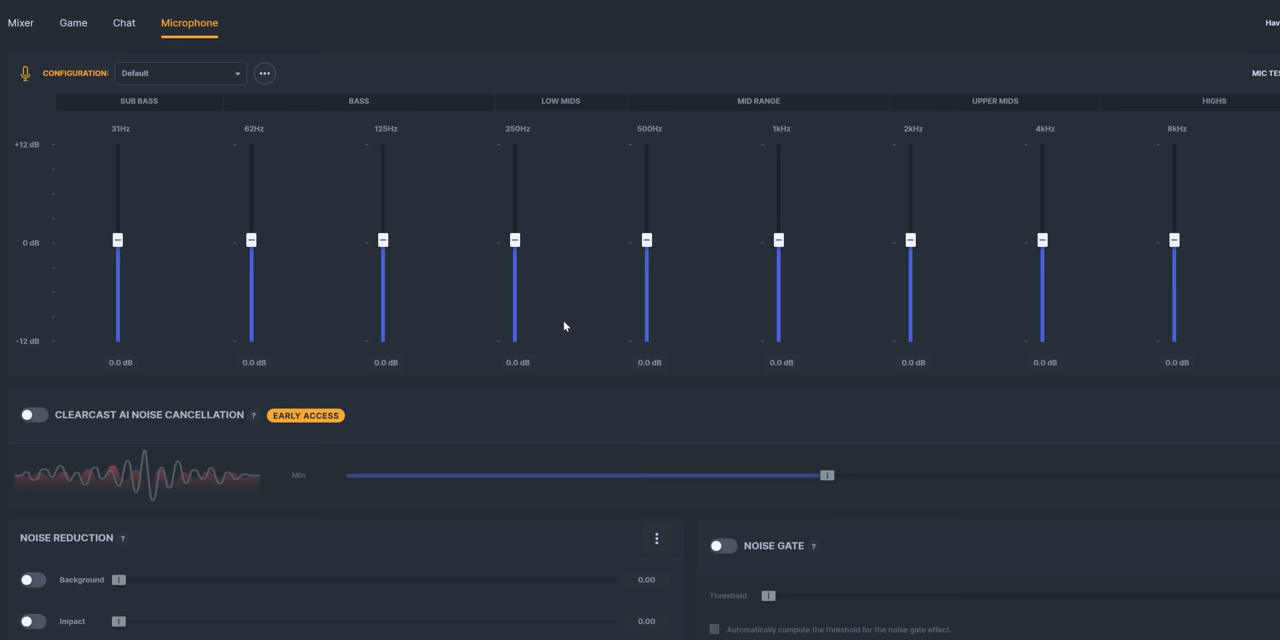 Mixer Game Chat Microphone Hav
CONFIGURATION: Default MIC TES
SUB BASS BASS LOW MIDS MID RANGE UPPER MIDS HIGHS
31Hz 62Hz 125Hz 250Hz 500Hz 1kHz 2kHz 4kHz 8kHz
+12 dB
0 dB
-12 dB
0.0 dB 0.0 dB 0.0 dB 0.0 dB 0.0 dB 0.0 dB 0.0 dB 0.0 dB 0.0 dB
CLEARCAST AI NOISE CANCELLATION ? EARLY ACCESS
Min
NOISE REDUCTION ?
NOISE GATE ?
Background 0.00
Threshold
Impact 0.00
Automatically compute the threshold for the noise gate effect.